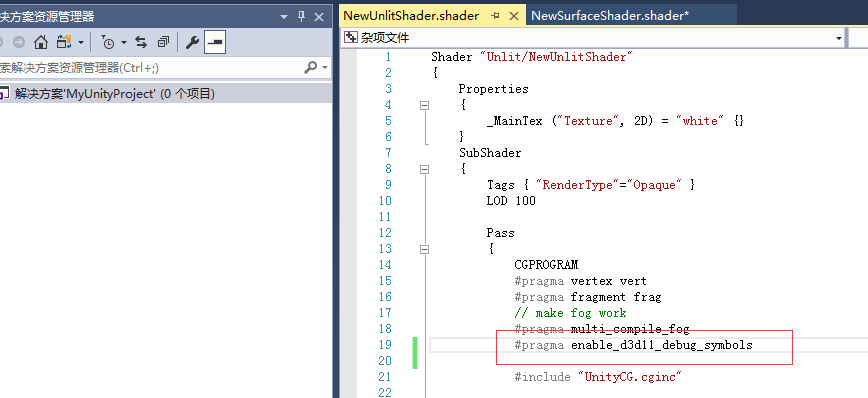 决方案资源管理器
索解决方案资源管理器(Ctrl+;)
解决方案'MyUnityProject' (0 个项目)
NewUnlitShader.shader
NewSurfaceShader.shader*
杂项文件
1 Shader "Unlit/NewUnlitShader"
2 {
3 Properties
4 {
5 _MainTex ("Texture", 2D) = "white" {}
6 }
7 SubShader
8 {
9 Tags { "RenderType"="Opaque" }
10 LOD 100
11
12 Pass
13 {
14 CGPROGRAM
15 #pragma vertex vert
16 #pragma fragment frag
17 // make fog work
18 #pragma multi_compile_fog
19 #pragma enable_d3d11_debug_symbols
20
21 #include "UnityCG.cginc"
22